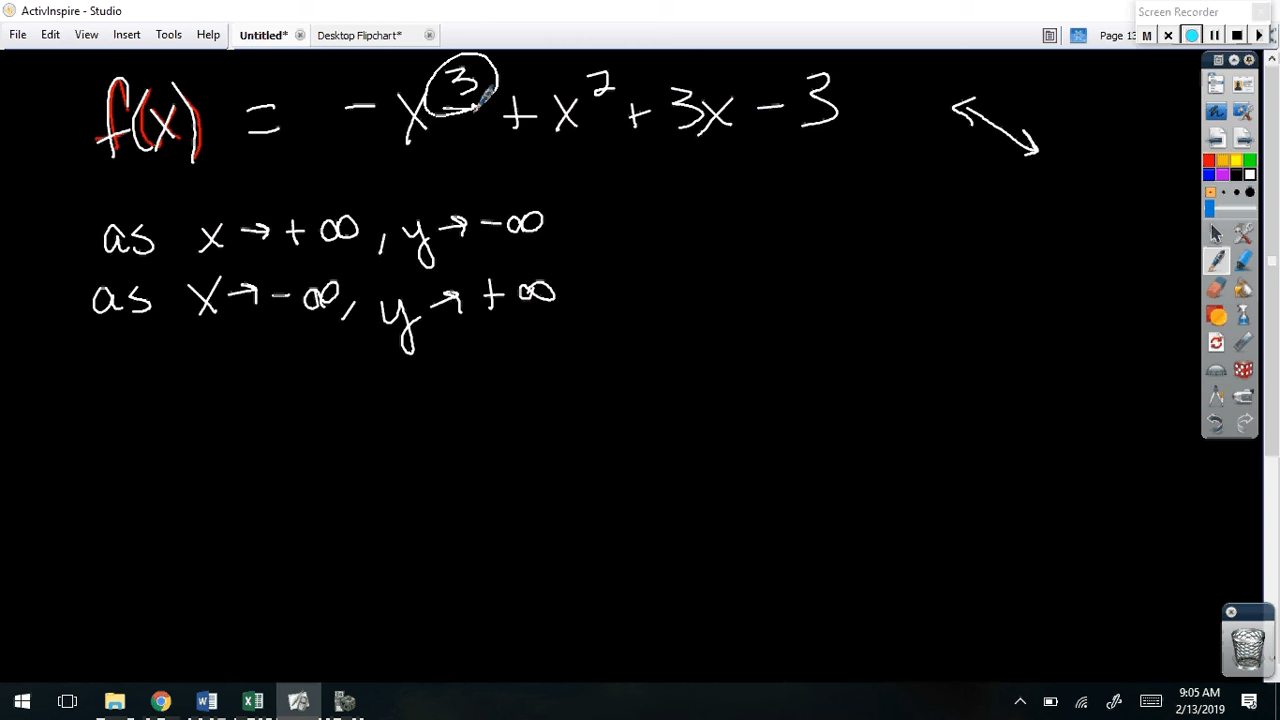 ActivInspire - Studio
Screen Recorder
File Edit View Insert Tools Help Untitled* Desktop Flipchart* Page 13
M
f(x) = -x³ + x² + 3x - 3
as x → +∞, y → -∞
as x → -∞, y → +∞
9:05 AM
2/13/2019